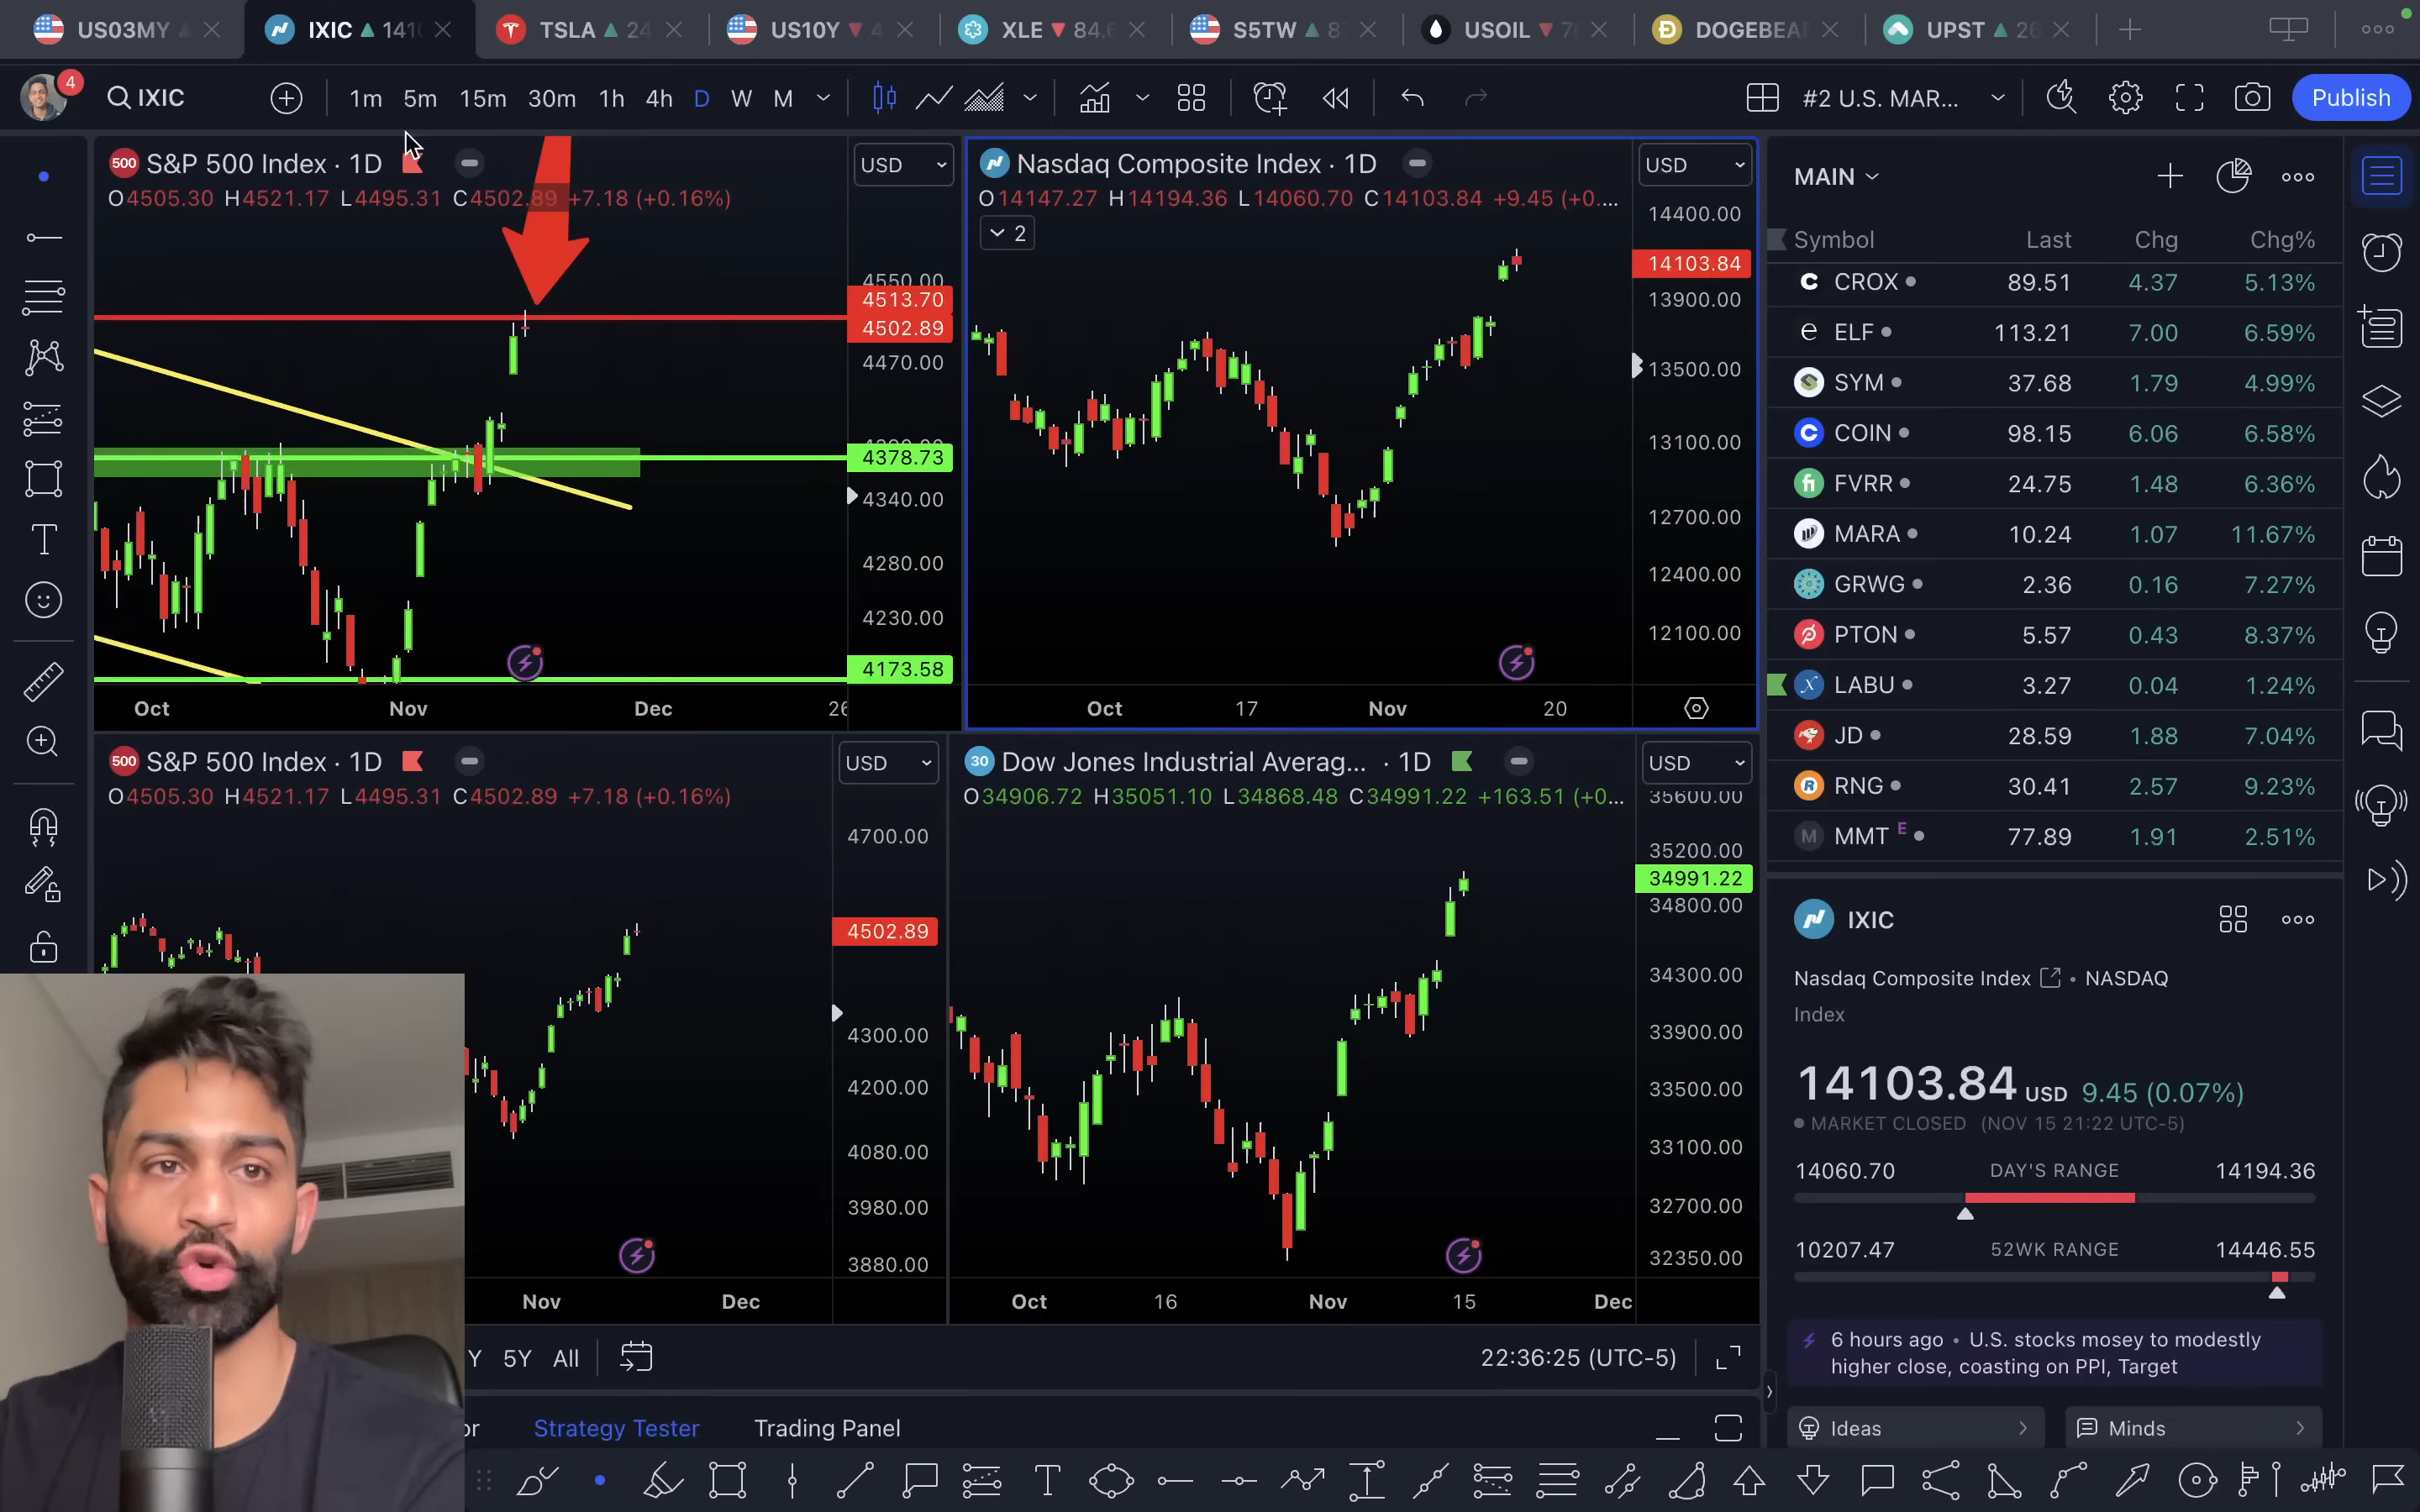 US03MY
IXIC 141
TSLA 24
US10Y 4
XLE 84.6
S5TW 8
USOIL 7
DOGEBEAR
UPST 26
4
IXIC
1m 5m 15m 30m 1h 4h D W M
#2 U.S. MAR...
Publish
500 S&P 500 Index · 1D
USD
O4505.30 H4521.17 L4495.31 C4502.89 +7.18 (+0.16%)
4550.00
4513.70
4502.89
4470.00
4378.73
4340.00
4280.00
4230.00
4173.58
Oct Nov Dec 26
Nasdaq Composite Index · 1D
USD
O14147.27 H14194.36 L14060.70 C14103.84 +9.45 (+0...
2
14400.00
14103.84
13900.00
13500.00
13100.00
12700.00
12400.00
12100.00
Oct 17 Nov 20
500 S&P 500 Index · 1D
USD
O4505.30 H4521.17 L4495.31 C4502.89 +7.18 (+0.16%)
4700.00
4502.89
4300.00
4200.00
4080.00
3980.00
3880.00
Nov Dec
30 Dow Jones Industrial Averag... · 1D
USD
O34906.72 H35051.10 L34868.48 C34991.22 +163.51 (+0...
35600.00
35200.00
34991.22
34800.00
34300.00
33900.00
33500.00
33100.00
32700.00
32350.00
Oct 16 Nov 15 Dec
Y 5Y All
22:36:25 (UTC-5)
or Strategy Tester Trading Panel
MAIN
Symbol Last Chg Chg%
CROX 89.51 4.37 5.13%
ELF 113.21 7.00 6.59%
SYM 37.68 1.79 4.99%
COIN 98.15 6.06 6.58%
FVRR 24.75 1.48 6.36%
MARA 10.24 1.07 11.67%
GRWG 2.36 0.16 7.27%
PTON 5.57 0.43 8.37%
LABU 3.27 0.04 1.24%
JD 28.59 1.88 7.04%
RNG 30.41 2.57 9.23%
M MMT E 77.89 1.91 2.51%
IXIC
Nasdaq Composite Index • NASDAQ
Index
14103.84 USD 9.45 (0.07%)
MARKET CLOSED (NOV 15 21:22 UTC-5)
14060.70 DAY'S RANGE 14194.36
10207.47 52WK RANGE 14446.55
6 hours ago • U.S. stocks mosey to modestly
higher close, coasting on PPI, Target
Ideas
Minds